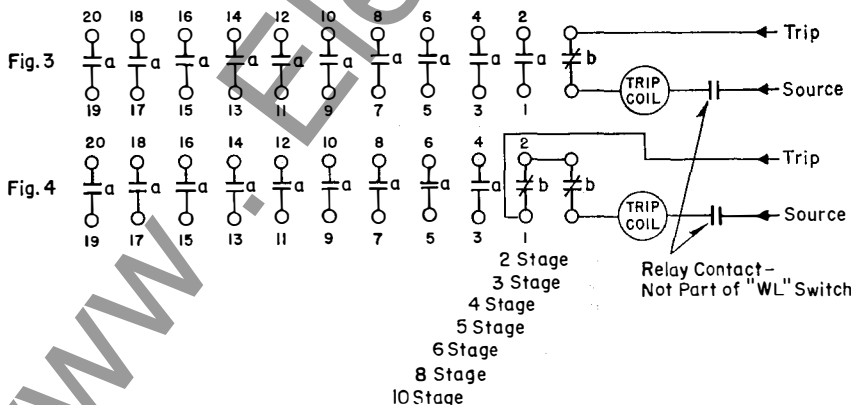 20 18 16 14 12 10 8 6 4 2
Trip
Fig. 3 a a a a a a a a a a b
TRIP COIL
Source
19 17 15 13 11 9 7 5 3 1
20 18 16 14 12 10 8 6 4 2
Trip
Fig. 4 a a a a a a a a a b b
TRIP COIL
Source
19 17 15 13 11 9 7 5 3 1
2 Stage
3 Stage
4 Stage
5 Stage
6 Stage
8 Stage
10 Stage
Relay Contact-
Not Part of "WL" Switch
www. Ele